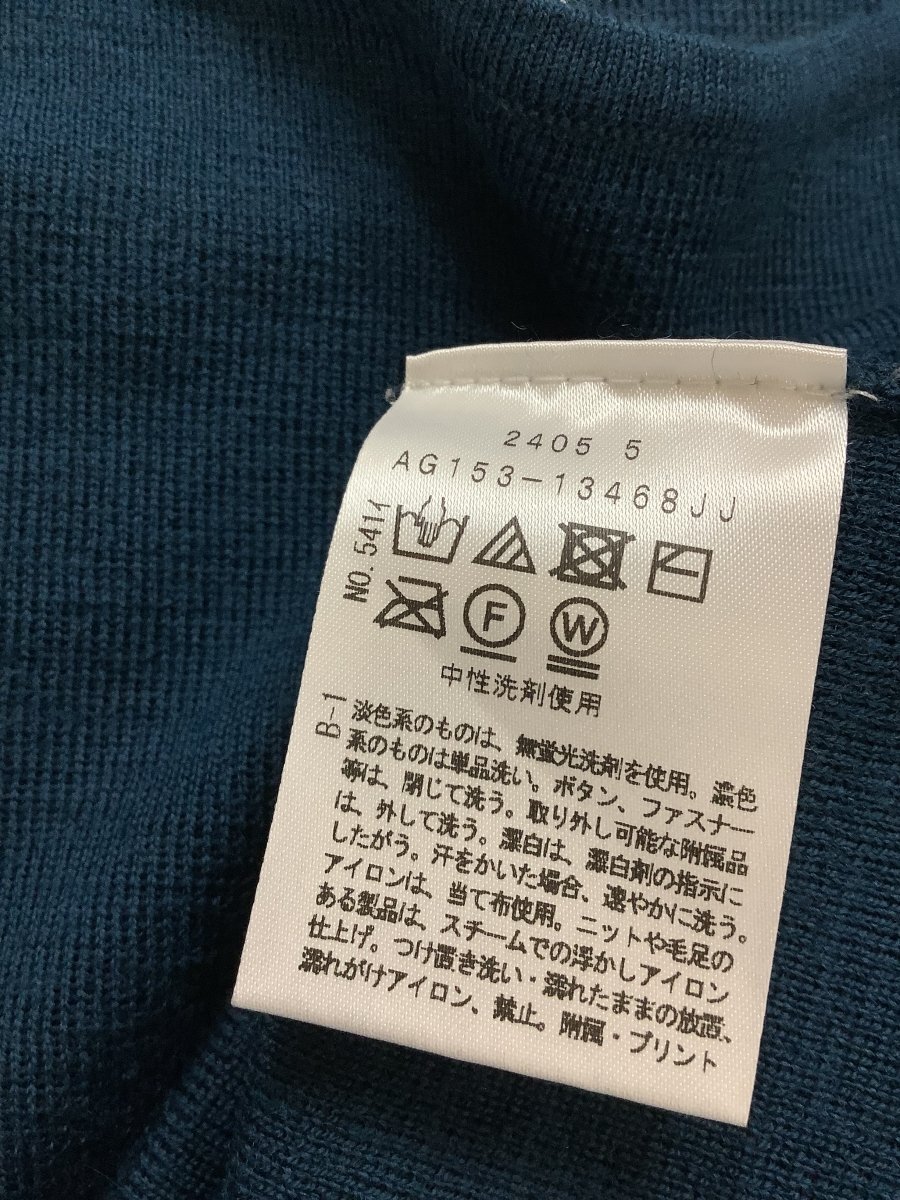 2405 5
AG153-13468JJ
NO. 541イ
F
W
中性洗剤使用
B-1
淡色系のものは、無蛍光洗剤を使用。濃色
系のものは単品洗い。ボタン、ファスナー
等は、閉じて洗う。取り外し可能な附属品
は、外して洗う。漂白は、漂白剤の指示に
したがう。汗をかいた場合、速やかに洗う。
アイロンは、当て布使用。ニットや毛足の
ある製品は、スチームでの浮かしアイロン
仕上げ。つけ置き洗い・濡れたままの放置、
濡れがけアイロン、禁止。附属・プリント